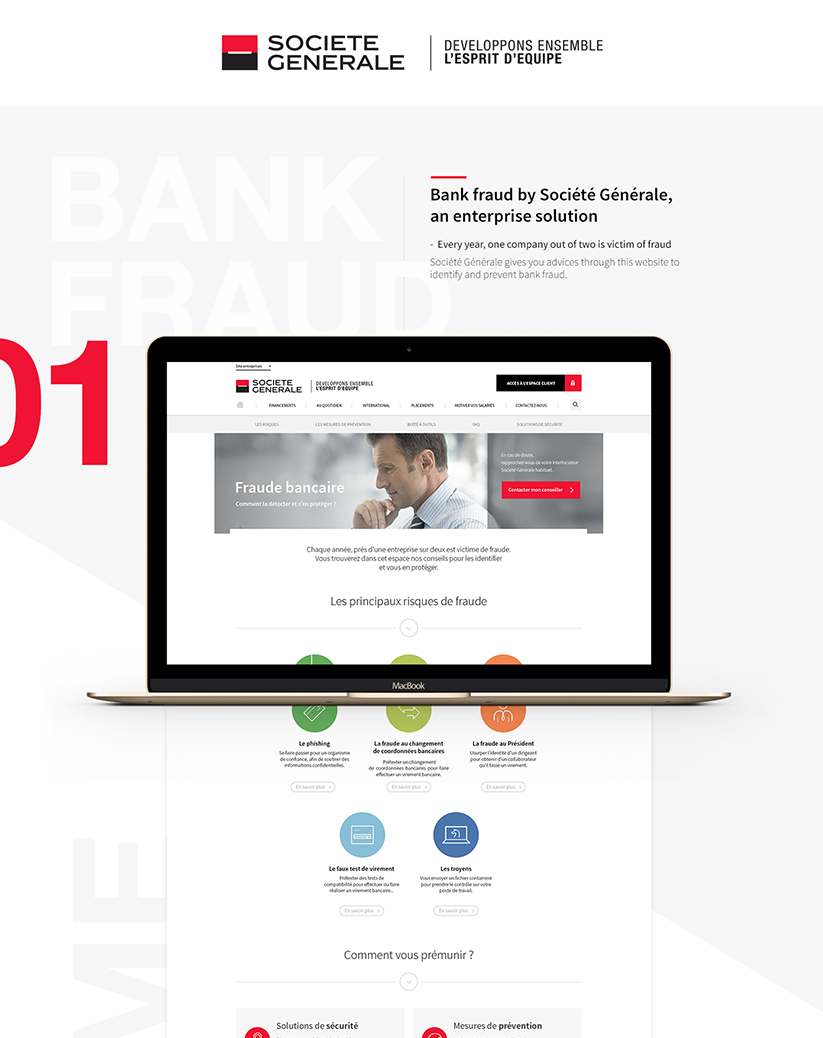 SOCIETE
GENERALE
DEVELOPPONS ENSEMBLE
L'ESPRIT D'EQUIPE
BANK
FRAUD
Bank fraud by Société Générale,
an enterprise solution
- Every year, one company out of two is victim of fraud
Société Générale gives you advices through this website to
identify and prevent bank fraud.
01
Site entreprises
SOCIETE
GENERALE
DEVELOPPONS ENSEMBLE
L'ESPRIT D'EQUIPE
ACCÈS À L'ESPACE CLIENT
FINANCEMENTS
AU QUOTIDIEN
INTERNATIONAL
PLACEMENTS
MOTIVER VOS SALARIÉS
CONTACTEZ-NOUS
LES RISQUES
LES MESURES DE PRÉVENTION
BOÎTE À OUTILS
FAQ
SOLUTIONS DE SÉCURITÉ
Fraude bancaire
Comment la détecter et s'en protéger ?
En cas de doute,
rapprochez vous de votre interlocuteur
Société Générale habituel.
Contacter mon conseiller
Chaque année, près d'une entreprise sur deux est victime de fraude.
Vous trouverez dans cet espace nos conseils pour les identifier
et vous en protéger.
Les principaux risques de fraude
MacBook
Le phishing
Se faire passer pour un organisme
de confiance, afin de soutirer des
informations confidentielles.
En savoir plus
La fraude au changement
de coordonnées bancaires
Prétexter un changement
de coordonnées bancaires pour faire
effectuer un virement bancaire.
En savoir plus
La fraude au Président
Usurper l'identité d'un dirigeant
pour obtenir d'un collaborateur
qu'il fasse un virement.
En savoir plus
Le faux test de virement
Prétexter des tests de
compatibilité pour effectuer ou faire
réaliser un virement bancaire...
En savoir plus
Les troyens
Vous envoyer un fichier contaminé
pour prendre le contrôle sur votre
poste de travail.
En savoir plus
ME
Comment vous prémunir ?
Solutions de sécurité
Mesures de prévention